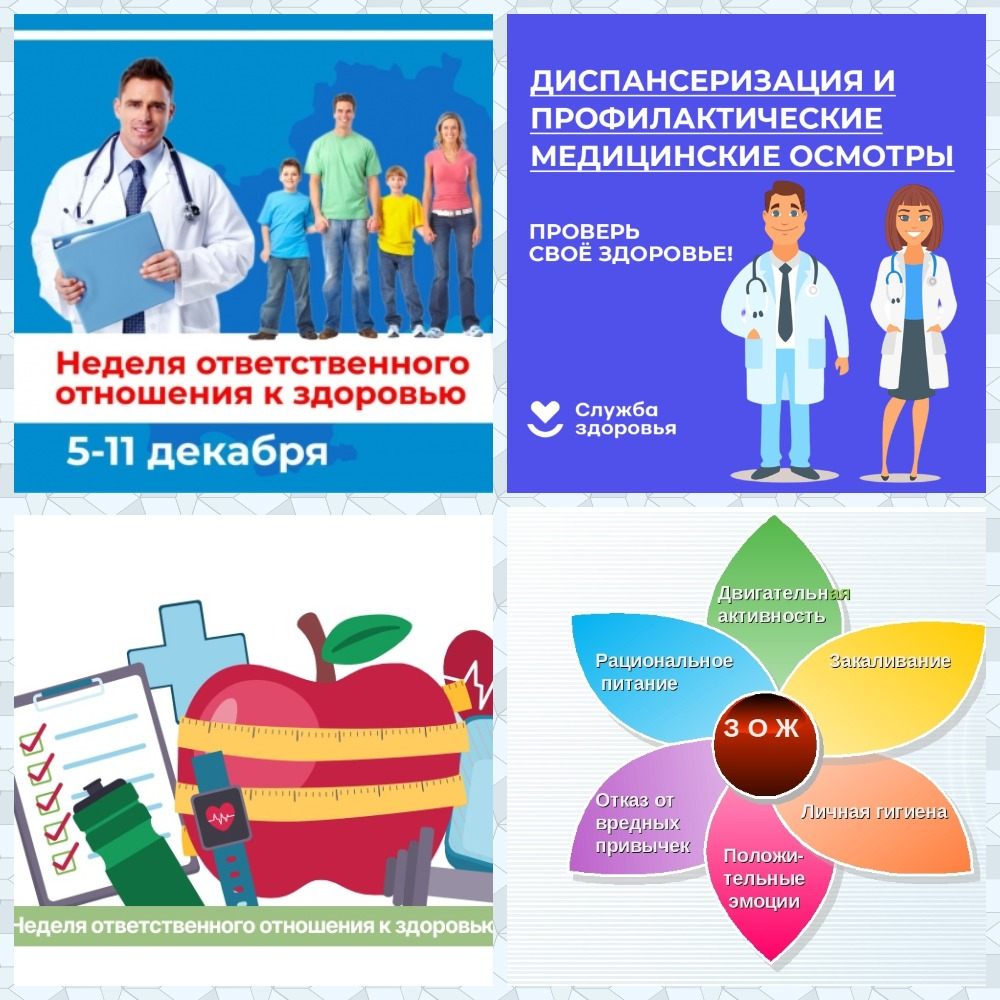 Неделя ответственного
отношения к здоровью
5-11 декабря
ДИСПАНСЕРИЗАЦИЯ И
ПРОФИЛАКТИЧЕСКИЕ
МЕДИЦИНСКИЕ ОСМОТРЫ
ПРОВЕРЬ
СВОЁ ЗДОРОВЬЕ!
Служба
здоровья
Неделя ответственного отношения к здоровью
Двигательная
активность
Рациональное
питание
Закаливание
З О Ж
Отказ от
вредных
привычек
Личная гигиена
Положи-
тельные
эмоции